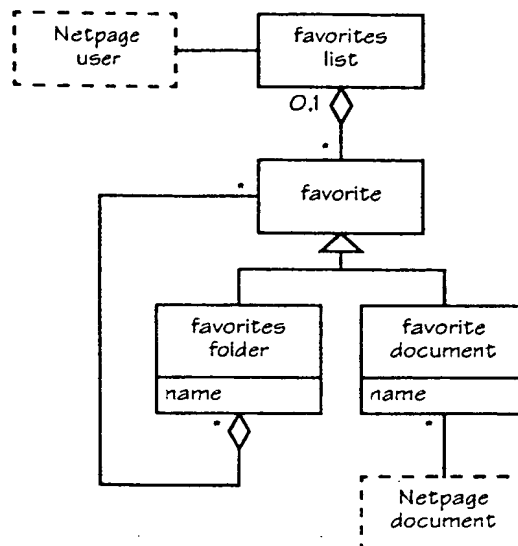 Netpage
user
favorites
list
0,1
*
*
favorite
favorites
folder
favorite
document
name
name
*
*
Netpage
document